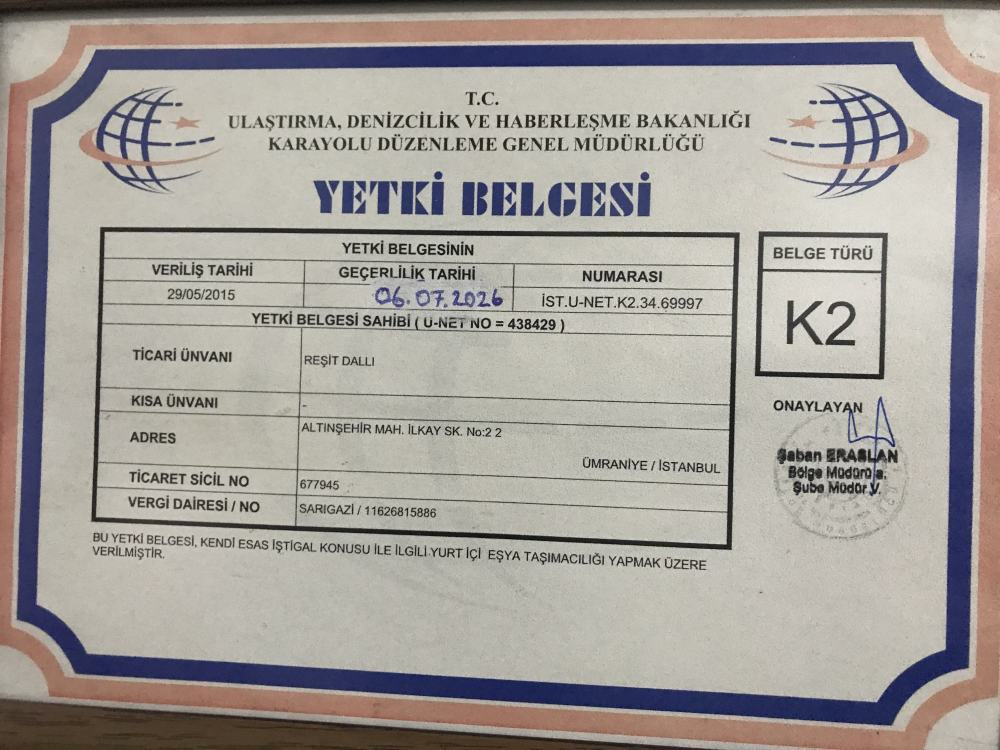 T.C.
ULAŞTIRMA, DENİZCİLİK VE HABERLEŞME BAKANLIĞI
KARAYOLU DÜZENLEME GENEL MÜDÜRLÜĞÜ
YETKİ BELGESİ
YETKİ BELGESİNİN
VERİLİŞ TARİHİ GEÇERLİLİK TARİHİ NUMARASI
29/05/2015 06.07.2026 İST.U-NET.K2.34.69997
YETKİ BELGESİ SAHİBİ ( U-NET NO = 438429 )
TİCARİ ÜNVANI REŞİT DALLI
KISA ÜNVANI -
ADRES ALTINŞEHİR MAH. İLKAY SK. No:2 2
ÜMRANİYE / İSTANBUL
TİCARET SİCİL NO 677945
VERGİ DAİRESİ / NO SARIGAZİ / 11626815886
BU YETKİ BELGESİ, KENDİ ESAS İŞTİGAL KONUSU İLE İLGİLİ YURT İÇİ EŞYA TAŞIMACILIĞI YAPMAK ÜZERE
VERİLMİŞTİR.
BELGE TÜRÜ
K2
ONAYLAYAN
Şaban ERASLAN
Bölge Müdürü a.
Şube Müdür V.